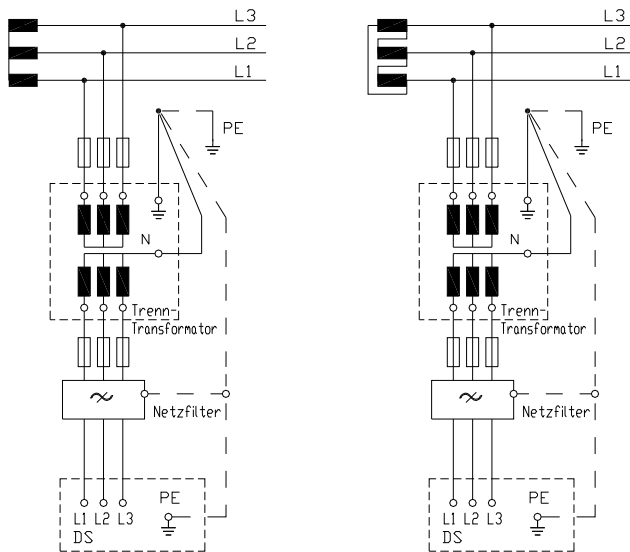 L3
L2
L1
PE
N
Trenn-
Transformator
Netzfilter
PE
L1 L2 L3
DS
L3
L2
L1
PE
N
Trenn-
Transformator
Netzfilter
PE
L1 L2 L3
DS